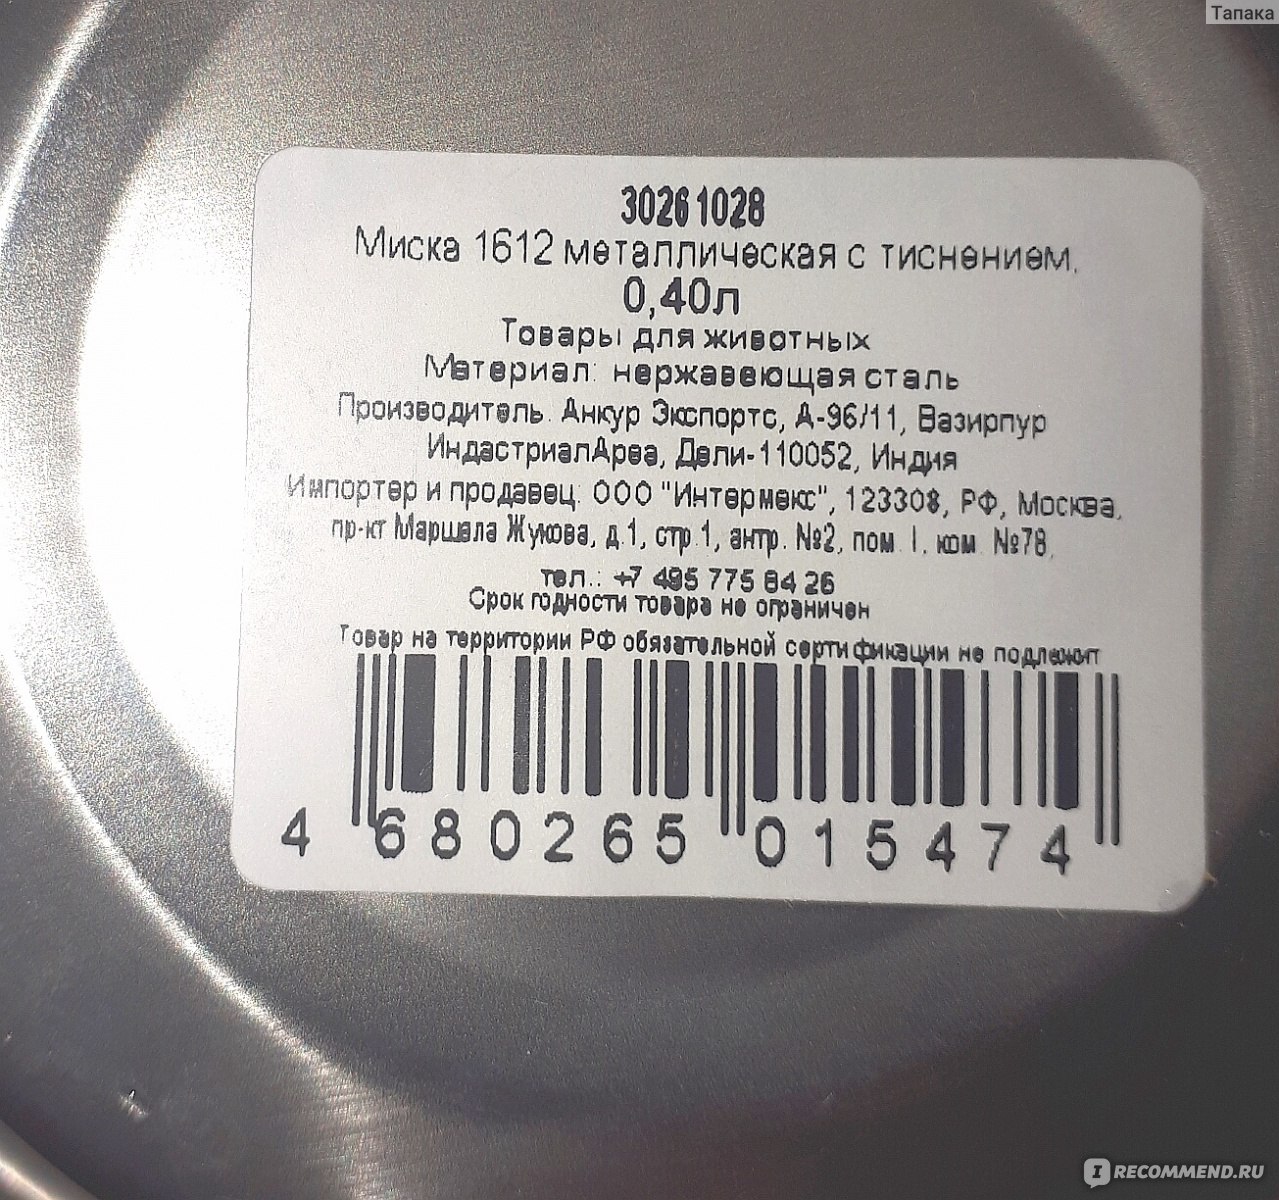 Тапака
30261028
Миска 1612 металлическая с тиснением,
0,40л
Товары для животных
Материал: нержавеющая сталь
Производитель: Анкур Экспортс, А-96/11, Вазирпур
ИндастриалАреа, Дели-110052, Индия
Импортер и продавец: ООО "Интермекс", 123308, РФ, Москва,
пр-кт Маршала Жукова, д.1, стр.1, антр. №2, пом. I, ком. №78,
тел.: +7 495 775 84 26
Срок годности товара не ограничен
Товар на территории РФ обязательной сертификации не подлежит
4 680265 015474
IRECOMMEND.RU